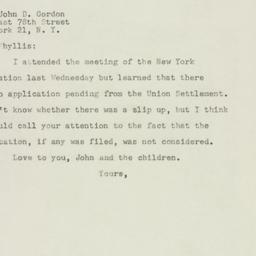 John D. Gordon
ast 78th Street
ork 21, N. Y.
hyllis:
I attended the meeting of the New York
ation last Wednesday but learned that there
o application pending from the Union Settlement.
't know whether there was a slip up, but I think
uld call your attention to the fact that the
cation, if any was filed, was not considered.
Love to you, John and the children.
Yours,